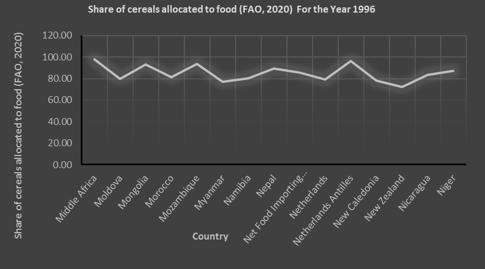 Share of cereals allocated to food (FAO, 2020) For the Year 1996
Share of cereals allocated to food (FAO, 2020)
120.00
100.00
80.00
60.00
40.00
20.00
0.00
Middle Africa
Moldova
Mongolia
Morocco
Mozambique
Myanmar
Namibia
Nepal
Net Food Importing...
Netherlands
Netherlands Antilles
New Caledonia
New Zealand
Nicaragua
Niger
Country